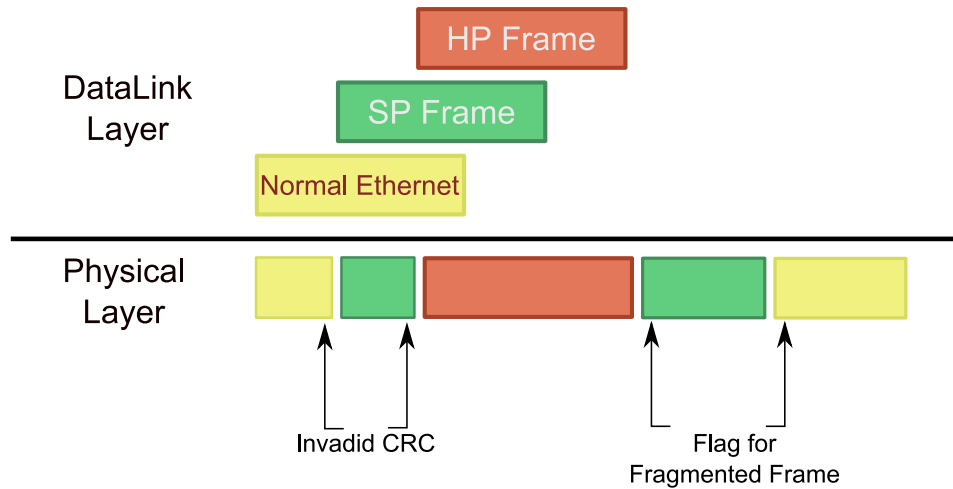 HP Frame
DataLink
Layer
SP Frame
Normal Ethernet
Physical
Layer
Invadid CRC
Flag for
Fragmented Frame